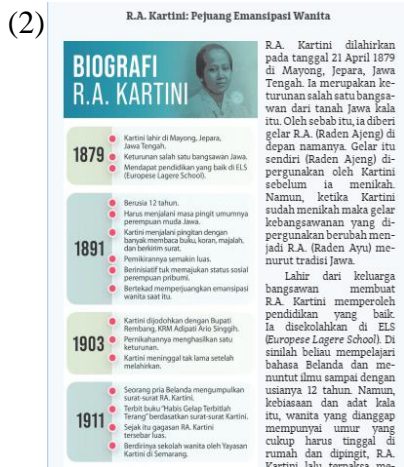 (2)
R.A. Kartini: Pejuang Emansipasi Wanita
BIOGRAFI
R.A. KARTINI
1879
Kartini lahir di Mayong, Jepara,
Jawa Tengah.
Keturunan salah satu bangsawan Jawa.
Mendapat pendidikan yang baik di ELS
(Europese Lagere School).
1891
Berusia 12 tahun.
Harus menjalani masa pingit umumnya
perempuan muda Jawa.
Kartini menjalani pingitan dengan
banyak membaca buku, koran, majalah,
dan berkirim surat.
Pemikirannya semakin luas.
Berinisiatif tuk memajukan status sosial
perempuan pribumi.
Bertekad memperjuangkan emansipasi
wanita saat itu.
1903
Kartini dijodohkan dengan Bupati
Rembang, KRM Adipati Ario Singgih.
Pernikahannya menghasilkan satu
keturunan.
Kartini meninggal tak lama setelah
melahirkan.
1911
Seorang pria Belanda mengumpulkan
surat-surat RA. Kartini.
Terbit buku "Habis Gelap Terbitlah
Terang" berdasatkan surat-surat Kartini.
Sejak itu gagasan RA. Kartini
tersebar luas.
Berdirinya sekolah wanita oleh Yayasan
Kartini di Semarang.
R.A. Kartini dilahirkan
pada tanggal 21 April 1879
di Mayong, Jepara, Jawa
Tengah. Ia merupakan ke-
turunan salah satu bangsa-
wan dari tanah Jawa kala
itu. Oleh sebab itu, ia diberi
gelar R.A. (Raden Ajeng) di
depan namanya. Gelar itu
sendiri (Raden Ajeng) di-
pergunakan oleh Kartini
sebelum ia menikah.
Namun, ketika Kartini
sudah menikah maka gelar
kebangsawanan yang di-
pergunakan berubah men-
jadi R.A. (Raden Ayu) me-
nurut tradisi Jawa.
Lahir dari keluarga
bangsawan membuat
R.A. Kartini memperoleh
pendidikan yang baik.
Ia disekolahkan di ELS
(Europese Lagere School). Di
sinilah beliau mempelajari
bahasa Belanda dan me-
nuntut ilmu sampai dengan
usianya 12 tahun. Namun,
kebiasaan dan adat kala
itu, wanita yang dianggap
mempunyai umur yang
cukup harus tinggal di
rumah dan dipingit, R.A.
Kartini lalu terpaksa me-